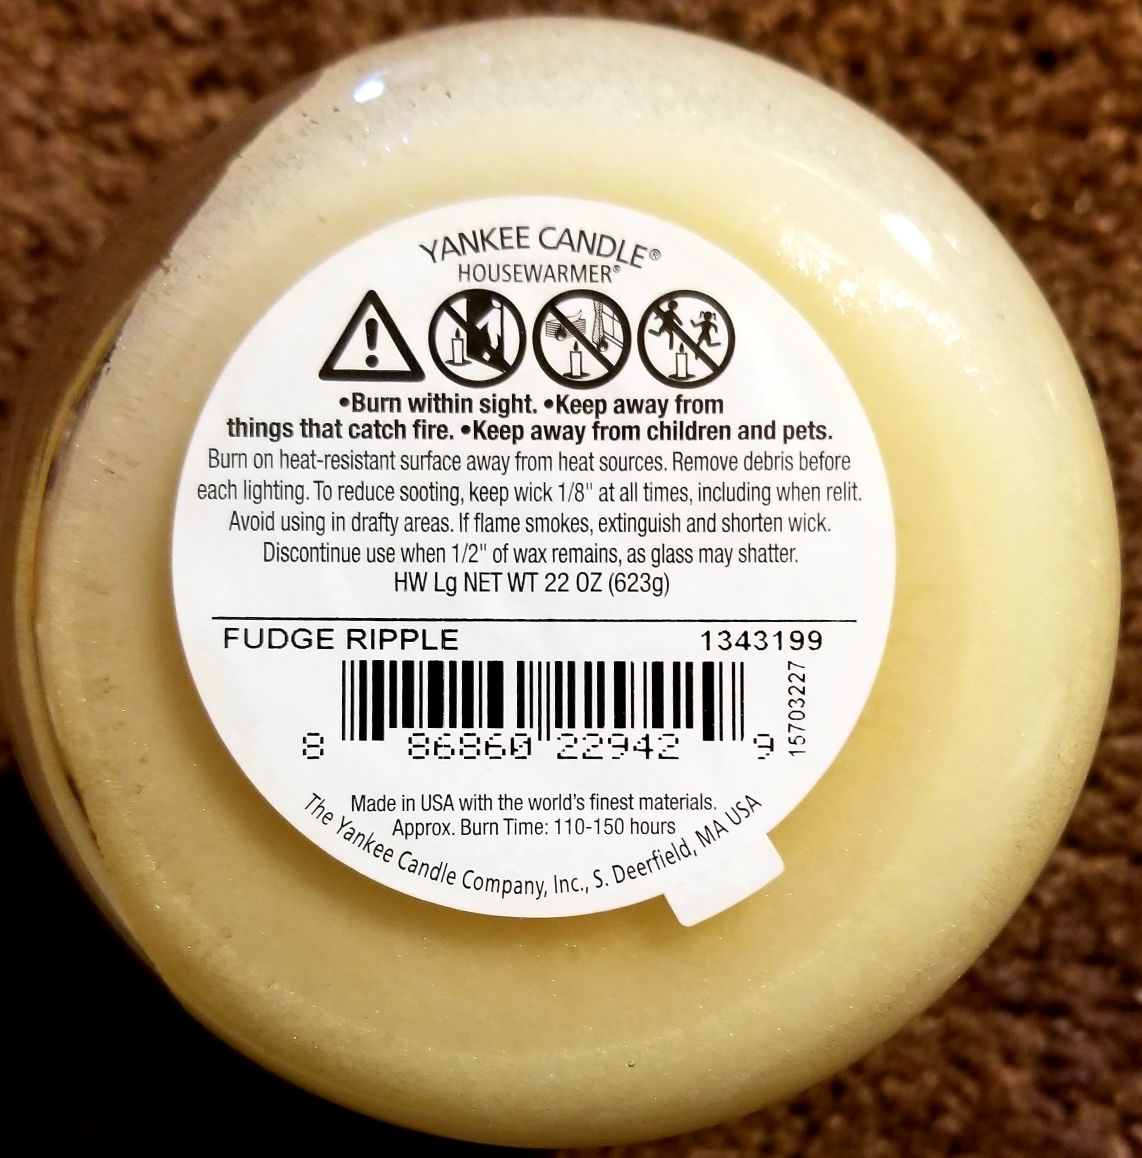 YANKEE CANDLE®
HOUSEWARMER®
•Burn within sight. •Keep away from
things that catch fire. •Keep away from children and pets.
Burn on heat-resistant surface away from heat sources. Remove debris before
each lighting. To reduce sooting, keep wick 1/8" at all times, including when relit.
Avoid using in drafty areas. If flame smokes, extinguish and shorten wick.
Discontinue use when 1/2" of wax remains, as glass may shatter.
HW Lg NET WT 22 OZ (623g)
FUDGE RIPPLE 1343199
8 86860 22942 9
15703227
Made in USA with the world's finest materials.
Approx. Burn Time: 110-150 hours
The Yankee Candle Company, Inc., S. Deerfield, MA USA